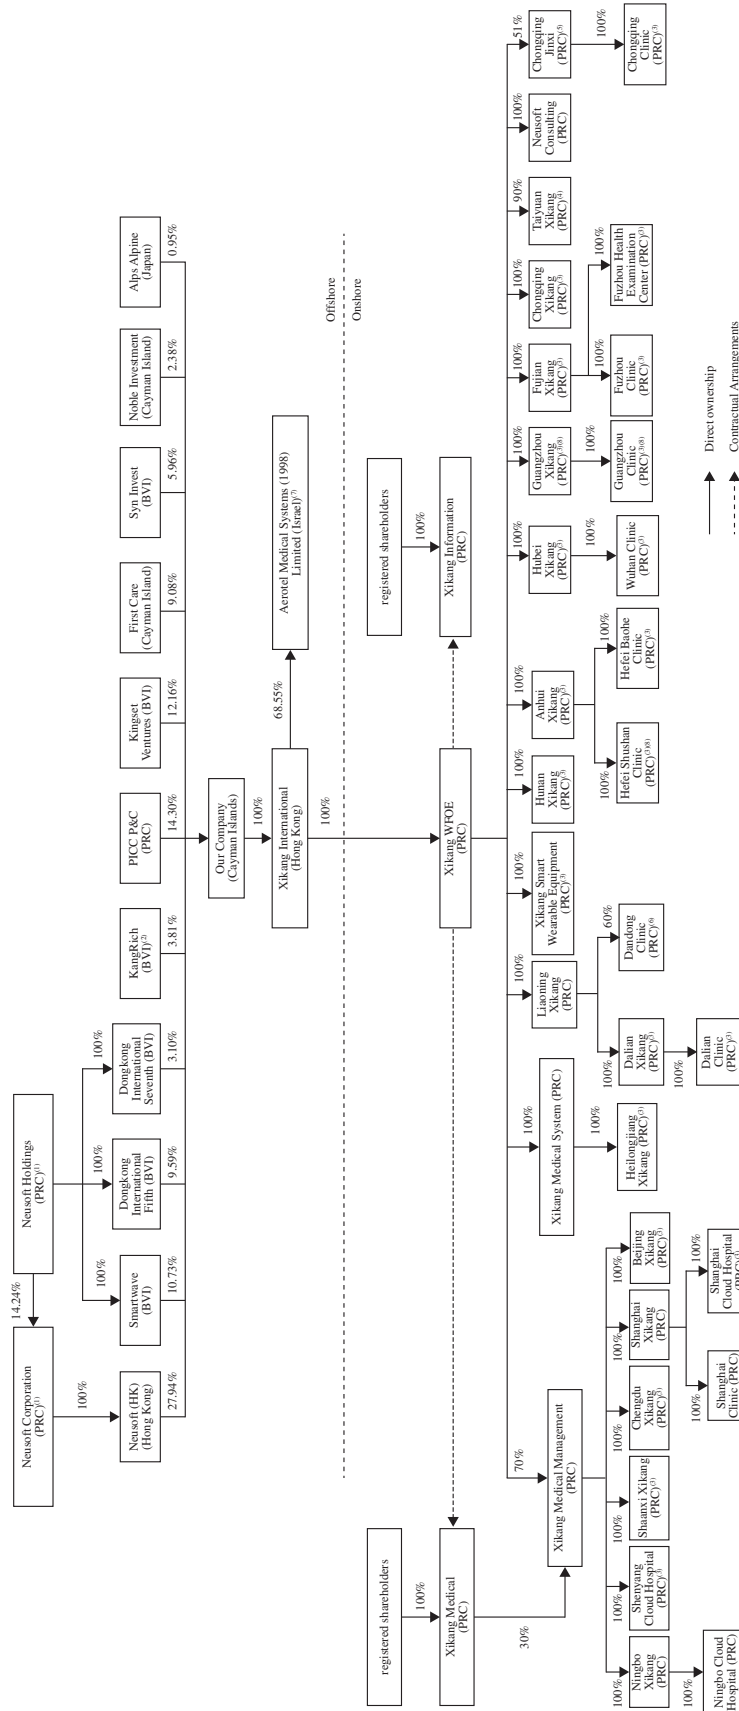 Neusoft Holdings
(PRC)(1)
14.24%
Neusoft Corporation
(PRC)(1)
100%
100%
100%
100%
Neusoft (HK)
(Hong Kong)
Smartwave
(BVI)
Dongkong
International
Fifth (BVI)
Dongkong
International
Seventh (BVI)
KangRich
(BVI)(2)
PICC P&C
(PRC)
Kingset
Ventures (BVI)
First Care
(Cayman Island)
Syn Invest
(BVI)
Noble Investment
(Cayman Island)
Alps Alpine
(Japan)
27.94%
10.73%
9.59%
3.10%
3.81%
14.30%
12.16%
9.08%
5.96%
2.38%
0.95%
Our Company
(Cayman Islands)
100%
Xikang International
(Hong Kong)
68.55%
Aerotel Medical Systems (1998)
Limited (Israel)(7)
100%
Offshore
Onshore
registered shareholders
100%
Xikang Medical
(PRC)
Xikang WFOE
(PRC)
registered shareholders
100%
Xikang Information
(PRC)
30%
70%
Xikang Medical Management
(PRC)
100%
Xikang Medical System (PRC)
100%
Heilongjiang
Xikang (PRC)(3)
100%
Liaoning
Xikang
(PRC)
100%
Xikang Smart
Wearable Equipment
(PRC)(3)
100%
Hunan
Xikang
(PRC)(3)
100%
Anhui
Xikang
(PRC)(3)
100%
Hubei
Xikang
(PRC)(3)
100%
Guangzhou
Xikang
(PRC)(3)(8)
100%
Fujian
Xikang
(PRC)(3)
100%
Chongqing
Xikang
(PRC)(3)
90%
Taiyuan
Xikang
(PRC)(4)
100%
Neusoft
Consulting
(PRC)
51%
Chongqing
Jinxi
(PRC)(5)
100%
Ningbo
Xikang
(PRC)
100%
Shenyang
Cloud Hospital
(PRC)(3)
100%
Shaanxi Xikang
(PRC)(3)
100%
Chengdu
Xikang
(PRC)(3)
100%
Shanghai
Xikang
(PRC)
100%
Beijing
Xikang
(PRC)(3)
100%
Dalian
Xikang
(PRC)(3)
60%
Dandong
Clinic
(PRC)(6)
100%
Hefei Shushan
Clinic
(PRC)(3)(8)
100%
Hefei Baohe
Clinic
(PRC)(3)
100%
Wuhan Clinic
(PRC)(3)
100%
Guangzhou
Clinic
(PRC)(3)(8)
100%
Fuzhou
Clinic
(PRC)(3)
100%
Fuzhou Health
Examination
Center (PRC)(3)
100%
Chongqing
Clinic
(PRC)(3)
100%
Ningbo Cloud
Hospital (PRC)
100%
Shanghai
Clinic (PRC)
100%
Shanghai
Cloud Hospital
100%
Dalian
Clinic
(PRC)(3)
Direct ownership
Contractual Arrangements